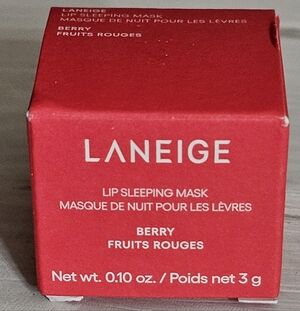 LANEIGE
LIP SLEEPING MASK
MASQUE DE NUIT POUR LES LÈVRES
BERRY
FRUITS ROUGES
LANEIGE
LIP SLEEPING MASK
MASQUE DE NUIT POUR LES LÈVRES
BERRY
FRUITS ROUGES
Net wt. 0.10 oz. / Poids net 3 g